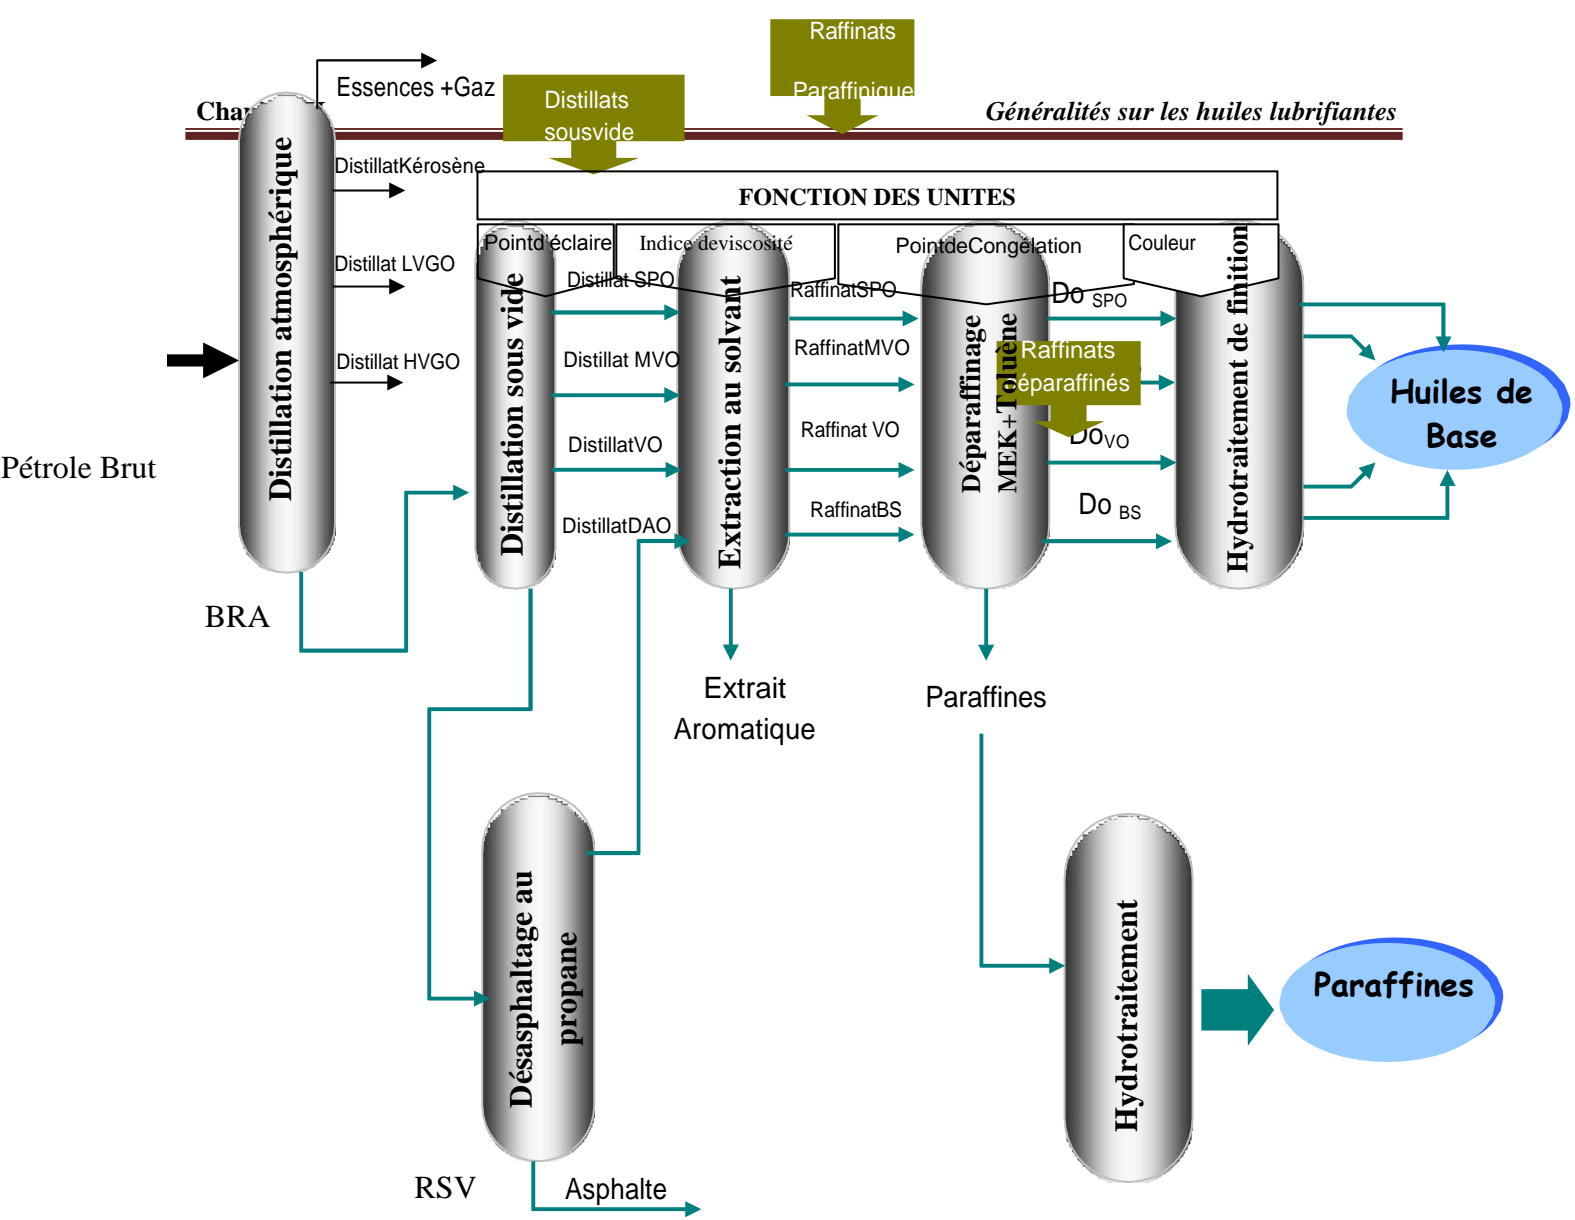 Raffinats
Paraffinique
Essences +Gaz
Distillats
sousvide
Généralités sur les huiles lubrifiantes
DistillatKérosène
FONCTION DES UNITES
Pointd'éclaire
Indice deviscosité
PointdeCongélation
Couleur
Distillat LVGO
Distillat SPO
RaffinatSPO
Do SPO
Distillat HVGO
Distillat MVO
RaffinatMVO
Raffinats
déparaffinés
DistillatVO
Raffinat VO
DoVO
DistillatDAO
RaffinatBS
Do BS
Distillation atmosphérique
Distillation sous vide
Extraction au solvant
Déparaffinage
MEK+Toluène
Hydrotraitement de finition
Huiles de
Base
Pétrole Brut
BRA
Extrait
Aromatique
Paraffines
Désasphaltage au
propane
Hydrotraitement
Paraffines
RSV
Asphalte